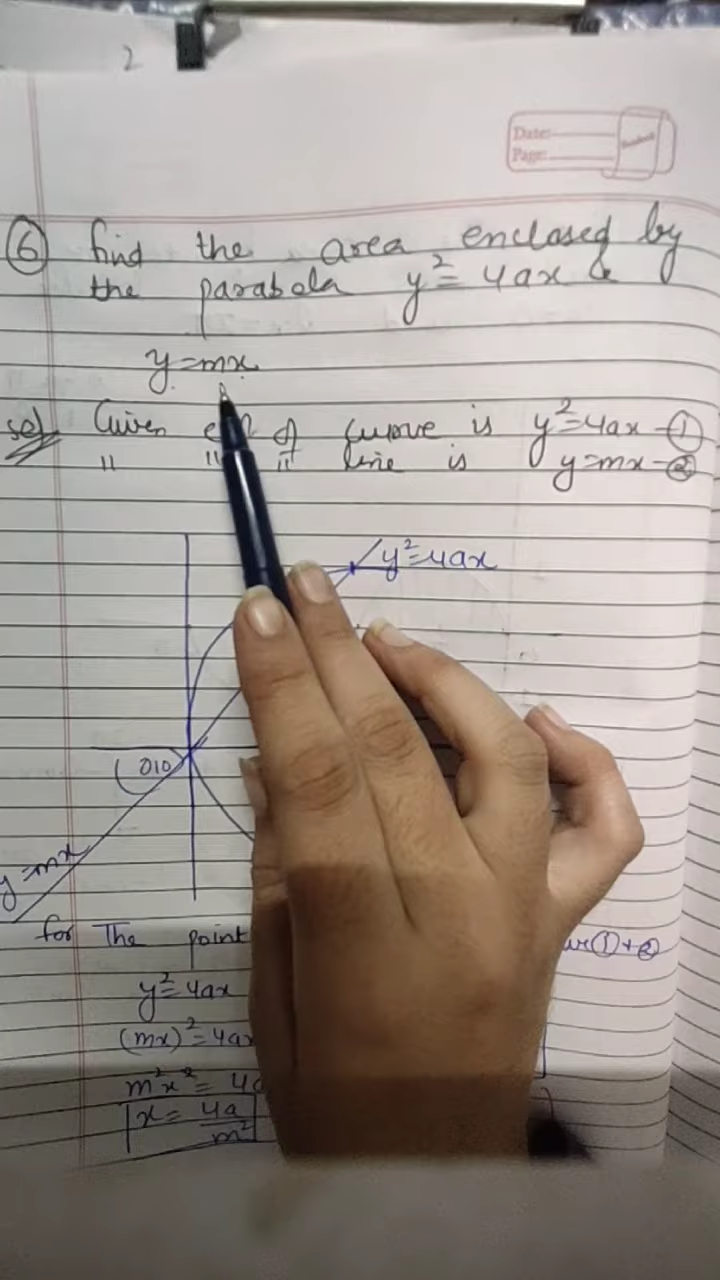 2
Date:
Page:
⑥ find the area enclosed by
the parabola y² = 4ax &
y = mx
sol Given eqⁿ of curve is y² = 4ax - ①
" " " line is y = mx - ②
y² = 4ax
(0,0)
y = mx
for The point ① + ②
y² = 4ax
(mx)² = 4ax
m²x² = 4
x = 4a/m²